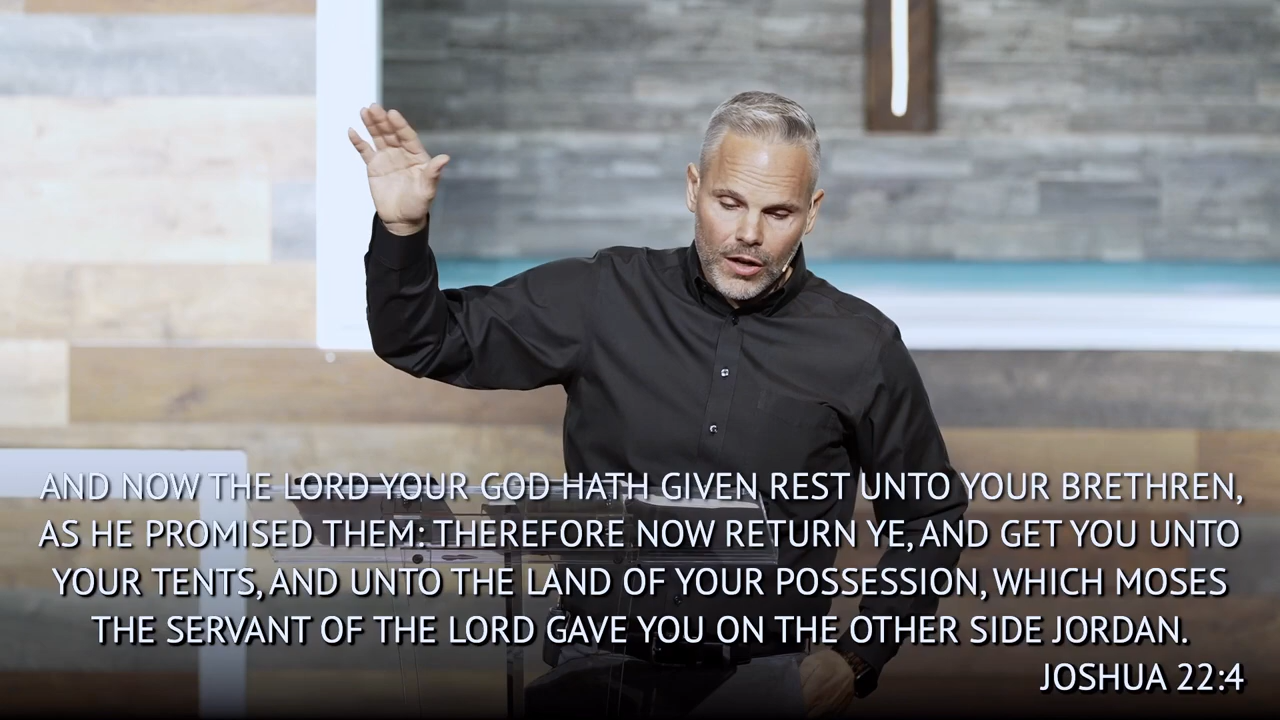 AND NOW THE LORD YOUR GOD HATH GIVEN REST UNTO YOUR BRETHREN,
AS HE PROMISED THEM: THEREFORE NOW RETURN YE, AND GET YOU UNTO
YOUR TENTS, AND UNTO THE LAND OF YOUR POSSESSION, WHICH MOSES
THE SERVANT OF THE LORD GAVE YOU ON THE OTHER SIDE JORDAN.
JOSHUA 22:4